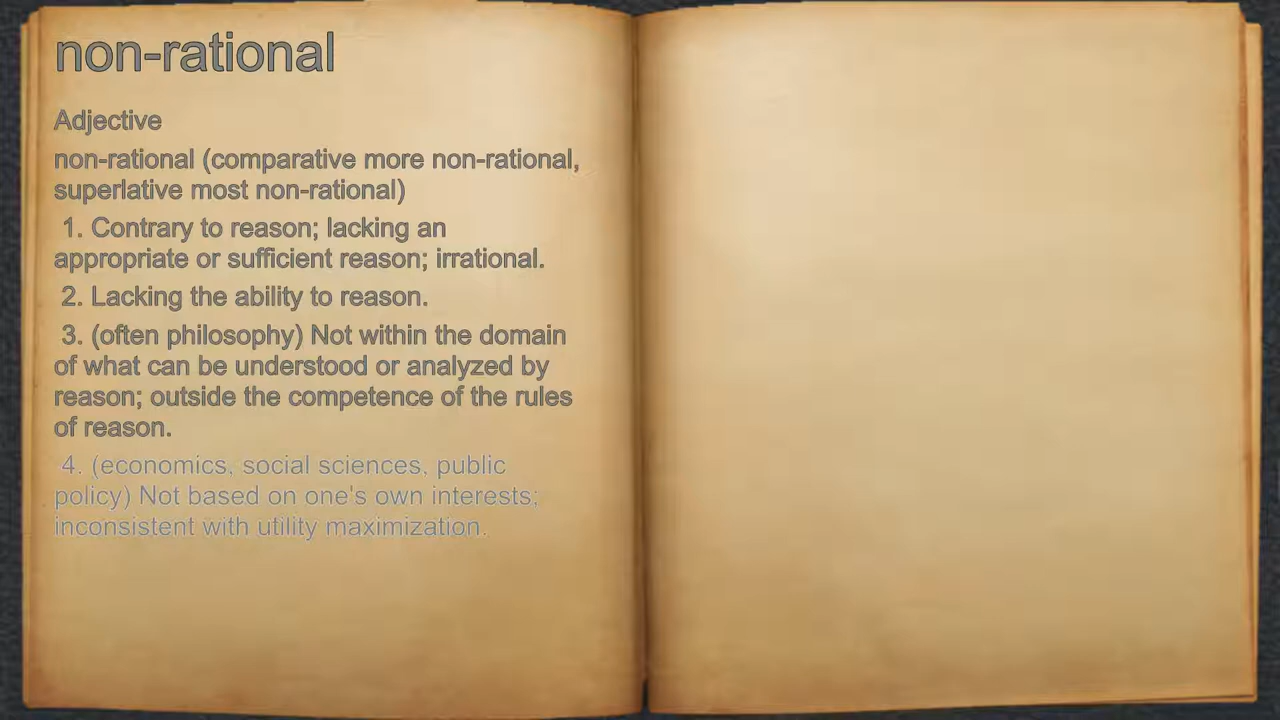 non-rational
Adjective
non-rational (comparative more non-rational,
superlative most non-rational)
1. Contrary to reason; lacking an
appropriate or sufficient reason; irrational.
2. Lacking the ability to reason.
3. (often philosophy) Not within the domain
of what can be understood or analyzed by
reason; outside the competence of the rules
of reason.
4. (economics, social sciences, public
policy) Not based on one's own interests;
inconsistent with utility maximization.